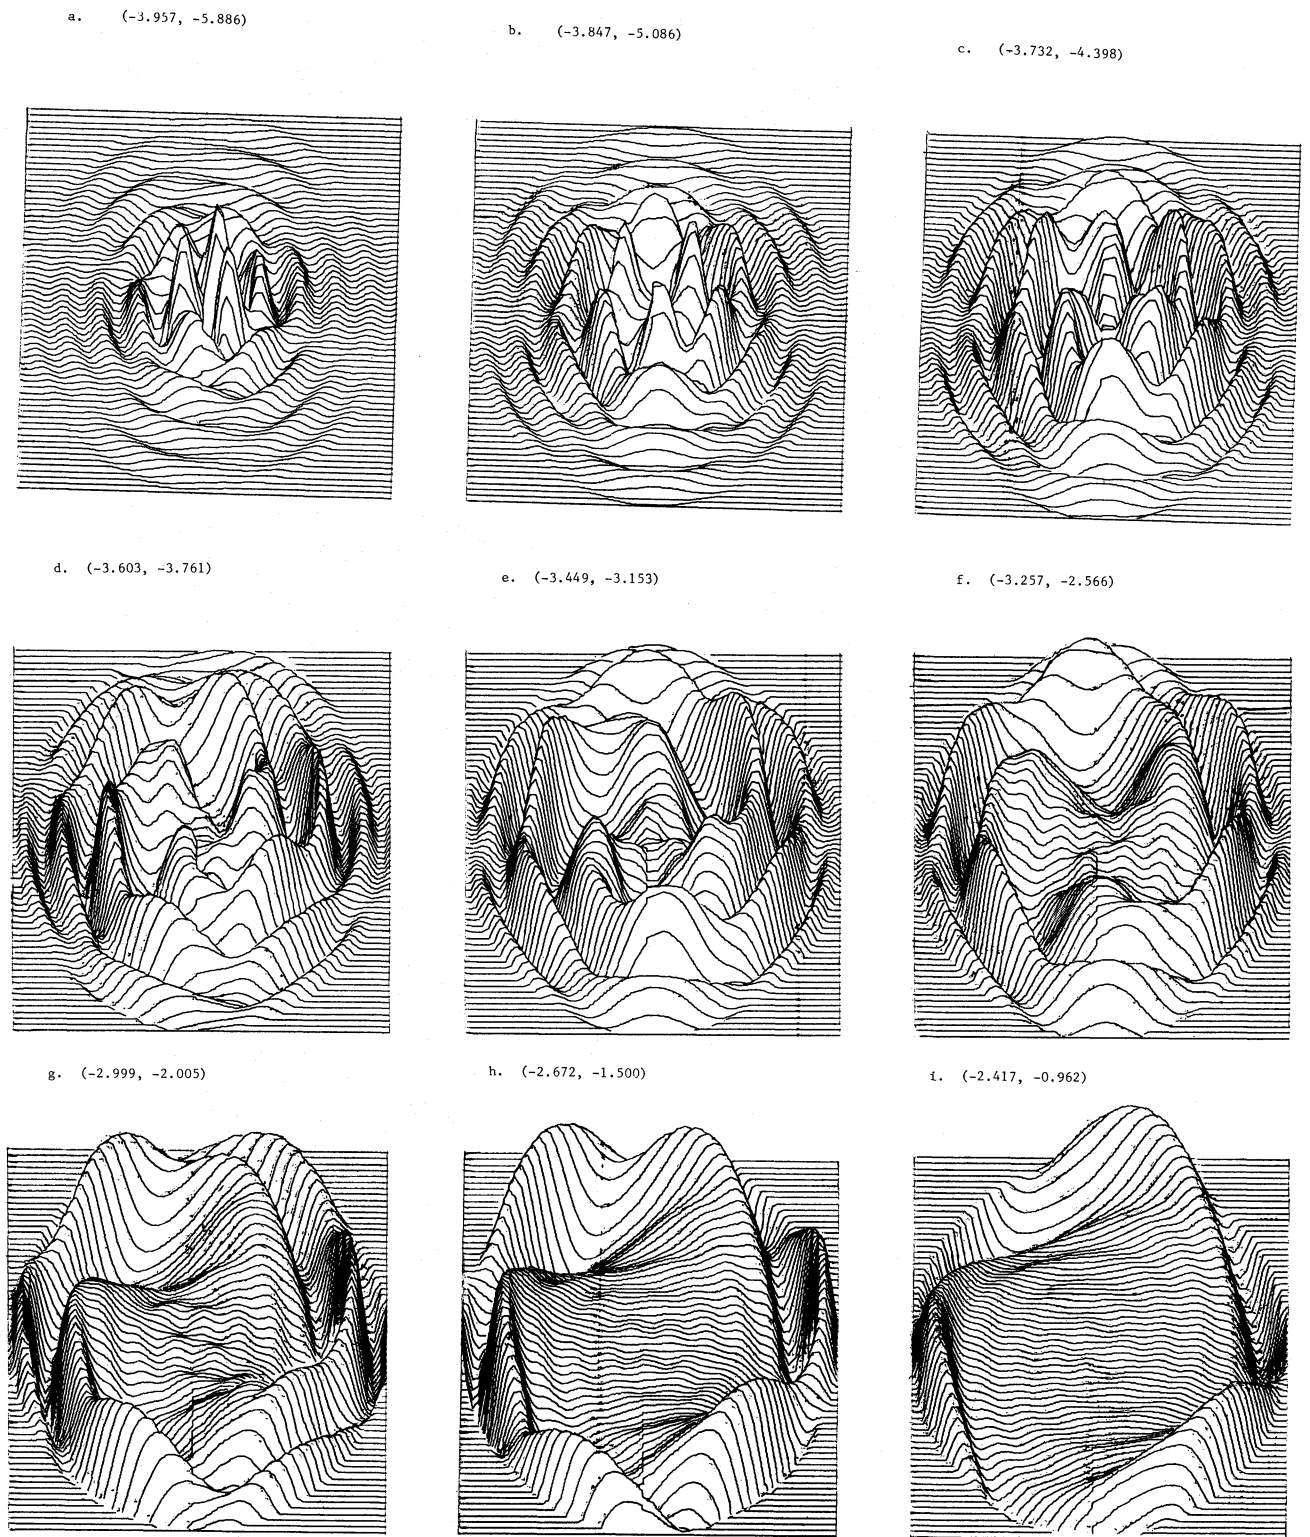 a. (-3.957, -5.886)
b. (-3.847, -5.086)
c. (-3.732, -4.398)
d. (-3.603, -3.761)
e. (-3.449, -3.153)
f. (-3.257, -2.566)
g. (-2.999, -2.005)
h. (-2.672, -1.500)
i. (-2.417, -0.962)